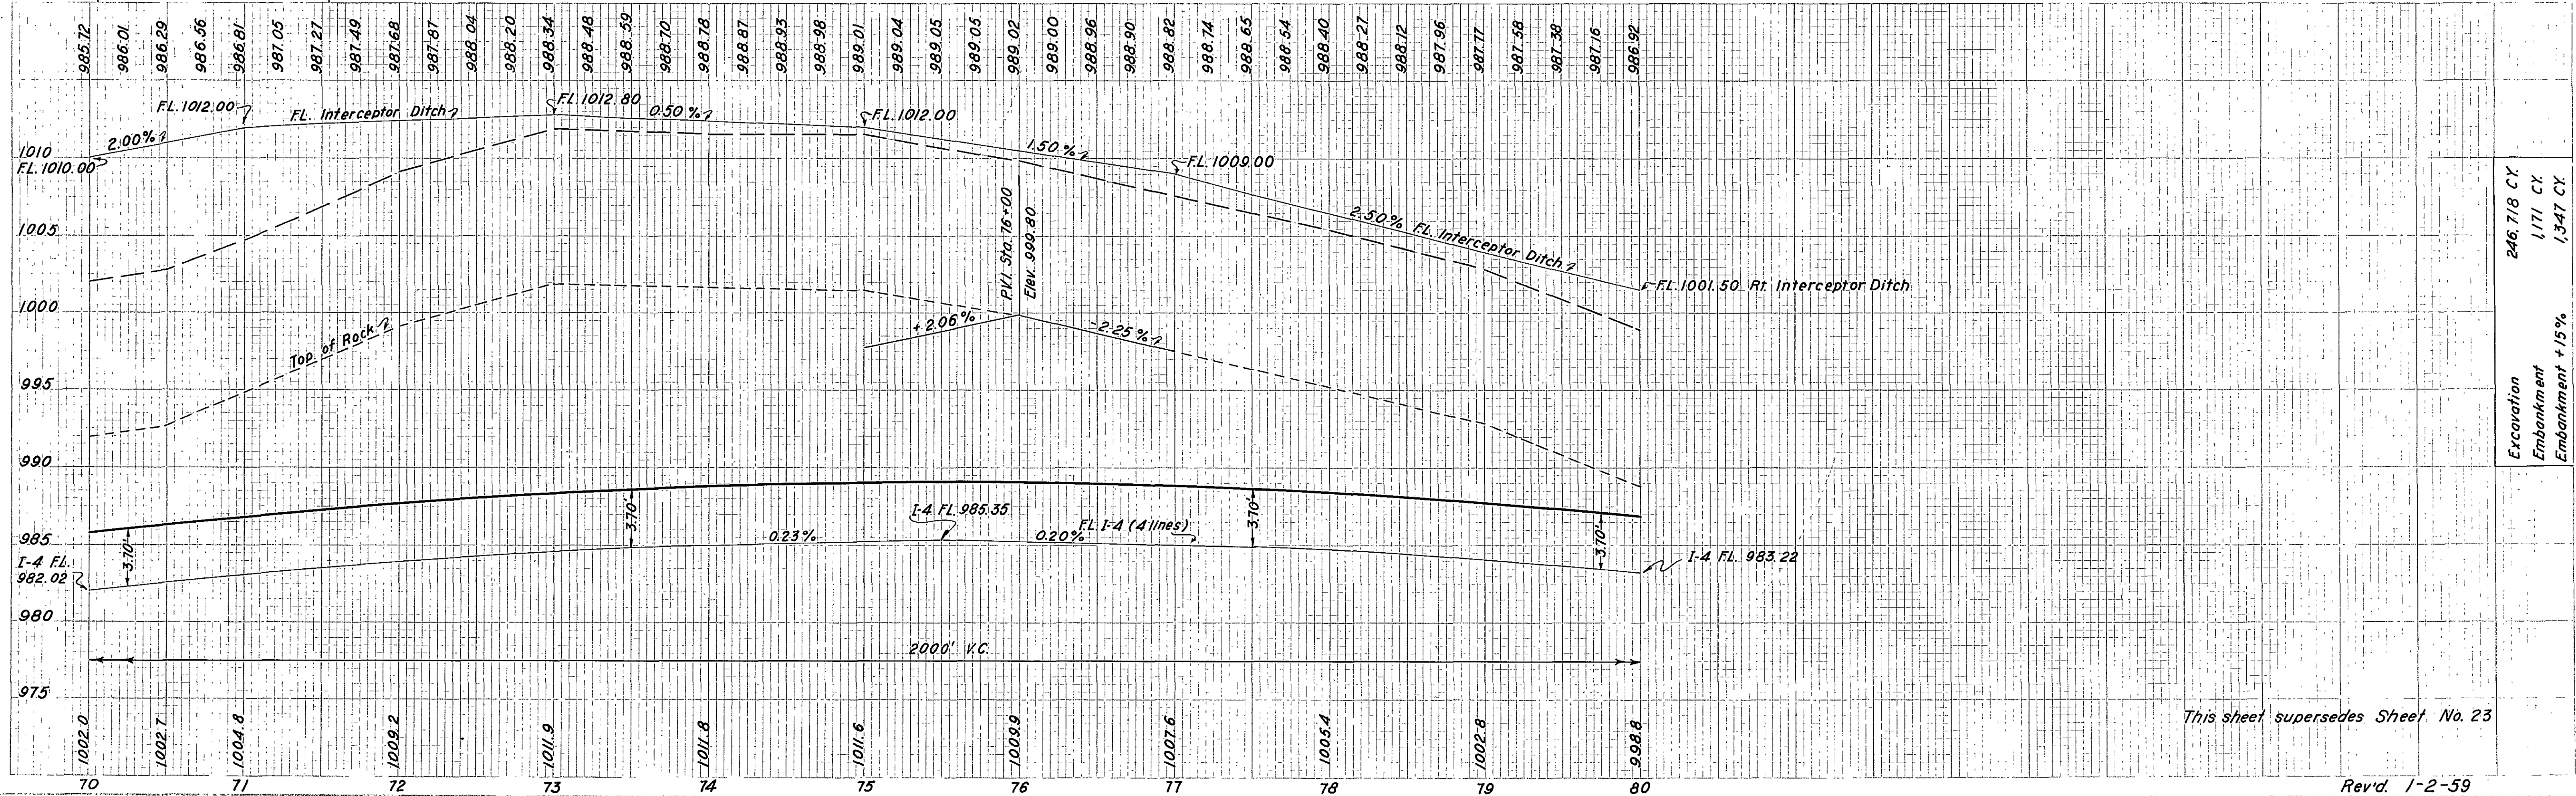 985.72 986.01 986.29 986.56 986.81 987.05 987.27 987.49 987.68 987.87 988.04 988.20 988.34 988.48 988.59 988.70 988.78 988.87 988.93 988.98 989.01 989.04 989.05 989.05 989.02 989.00 988.96 988.90 988.82 988.74 988.65 988.54 988.40 988.27 988.12 987.96 987.77 987.58 987.38 987.16 986.92
F.L. 1012.00
F.L. Interceptor Ditch
F.L. 1012.80
0.50%
F.L. 1012.00
2.00%
1010
F.L. 1010.00
1.50%
F.L. 1009.00
1005
P.V.I. Sta. 76+00
Elev. 999.80
2.50% F.L. Interceptor Ditch
F.L. 1001.50 Rt. Interceptor Ditch
1000
Top of Rock
+2.06%
-2.25%
995
990
985
3.70'
3.70'
I-4 F.L. 985.35
0.23%
0.20%
F.L. I-4 (4 lines)
3.70'
3.70'
I-4 F.L. 983.22
I-4 F.L.
982.02
980
2000' V.C.
975
1002.0 1002.7 1004.8 1009.2 1011.9 1011.8 1011.6 1009.9 1007.6 1005.4 1002.8 998.8
70 71 72 73 74 75 76 77 78 79 80
Excavation 246,718 C.Y.
Embankment 1,171 C.Y.
Embankment +15% 1,347 C.Y.
This sheet supersedes Sheet No. 23
Rev'd. 1-2-59